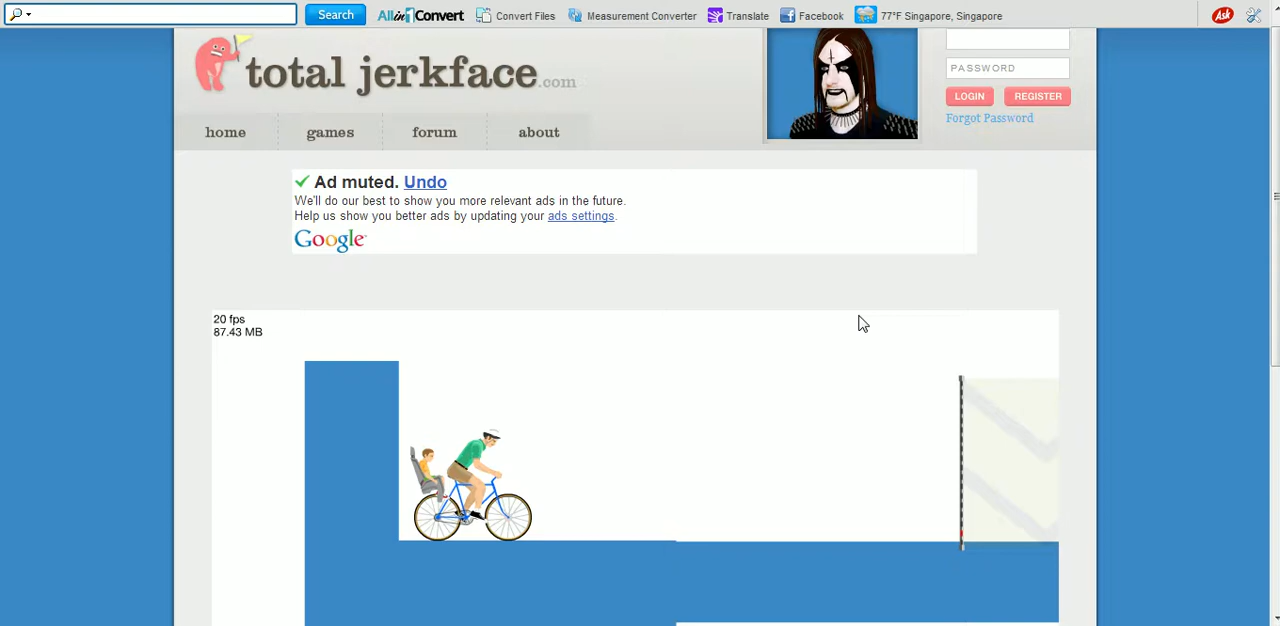 Search
All in 1 Convert
Convert Files
Measurement Converter
Translate
Facebook
77°F Singapore, Singapore
Ask
total jerkface.com
PASSWORD
LOGIN
REGISTER
Forgot Password
home
games
forum
about
Ad muted. Undo
We'll do our best to show you more relevant ads in the future.
Help us show you better ads by updating your ads settings.
Google
20 fps
87.43 MB